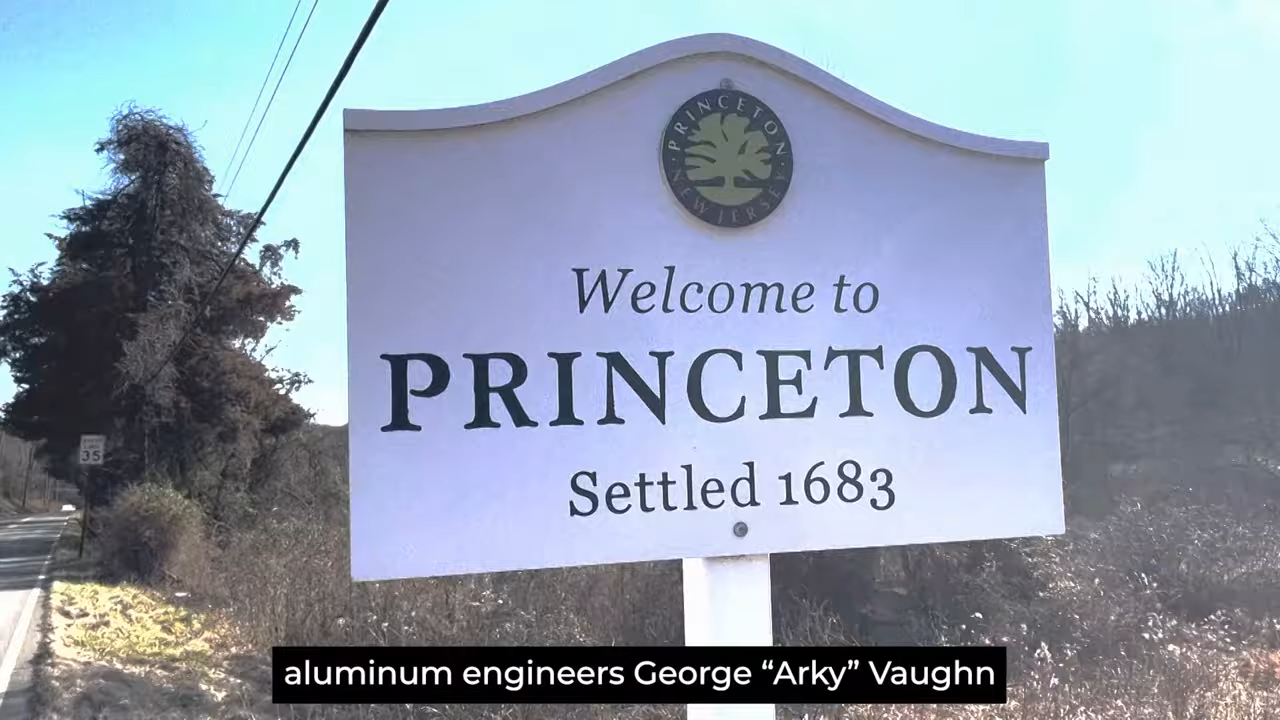 PRINCETON
NEW JERSEY
Welcome to
PRINCETON
Settled 1683
35
aluminum engineers George “Arky” Vaughn